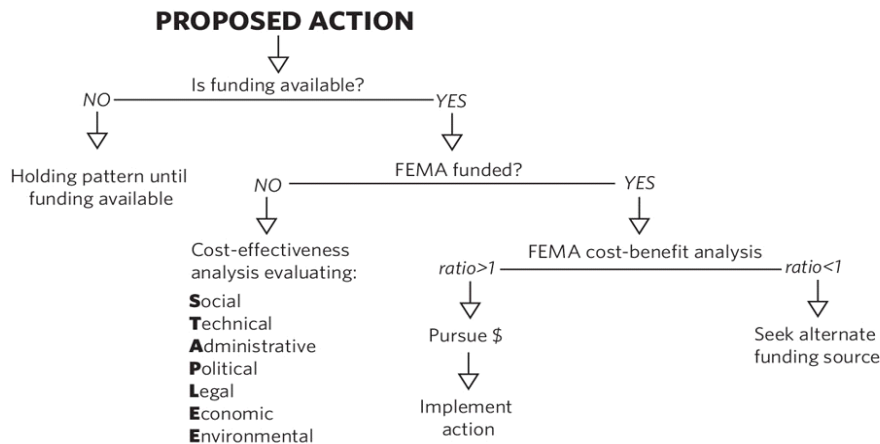 PROPOSED ACTION
Is funding available?
NO
YES
Holding pattern until
funding available
FEMA funded?
NO
YES
Cost-effectiveness
analysis evaluating:
Social
Technical
Administrative
Political
Legal
Economic
Environmental
FEMA cost-benefit analysis
ratio>1
ratio<1
Pursue $
Implement
action
Seek alternate
funding source